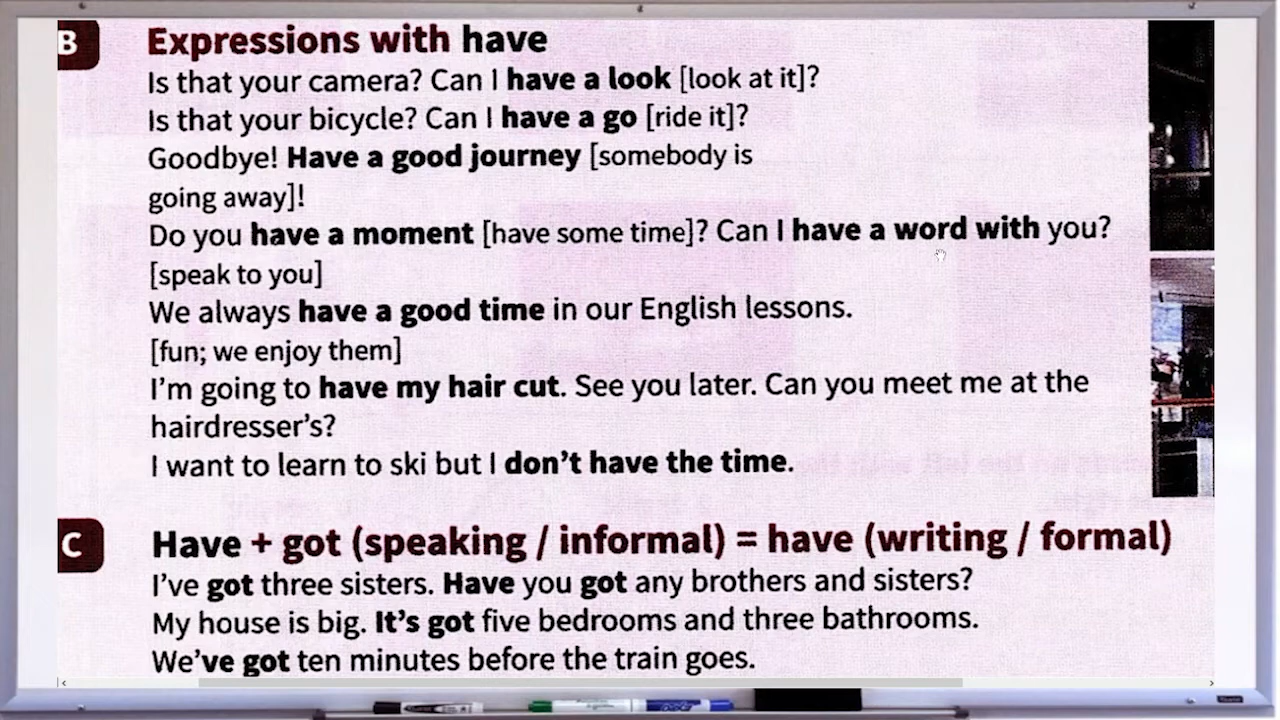 B
Expressions with have
Is that your camera? Can I have a look [look at it]?
Is that your bicycle? Can I have a go [ride it]?
Goodbye! Have a good journey [somebody is
going away]!
Do you have a moment [have some time]? Can I have a word with you?
[speak to you]
We always have a good time in our English lessons.
[fun; we enjoy them]
I'm going to have my hair cut. See you later. Can you meet me at the
hairdresser's?
I want to learn to ski but I don't have the time.
C
Have + got (speaking / informal) = have (writing / formal)
I've got three sisters. Have you got any brothers and sisters?
My house is big. It's got five bedrooms and three bathrooms.
We've got ten minutes before the train goes.